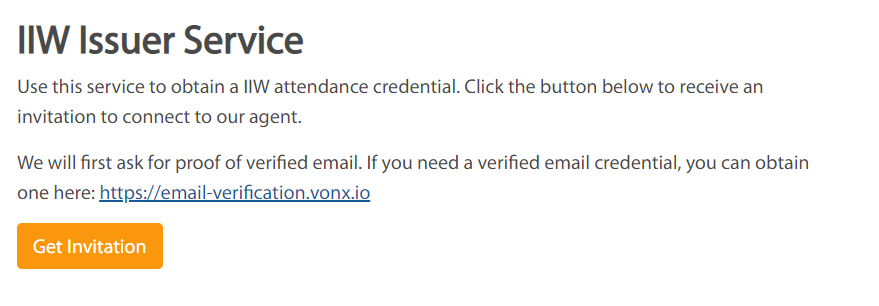 IIW Issuer Service
Use this service to obtain a IIW attendance credential. Click the button below to receive an
invitation to connect to our agent.
We will first ask for proof of verified email. If you need a verified email credential, you can obtain
one here: https://email-verification.vonx.io
Get Invitation